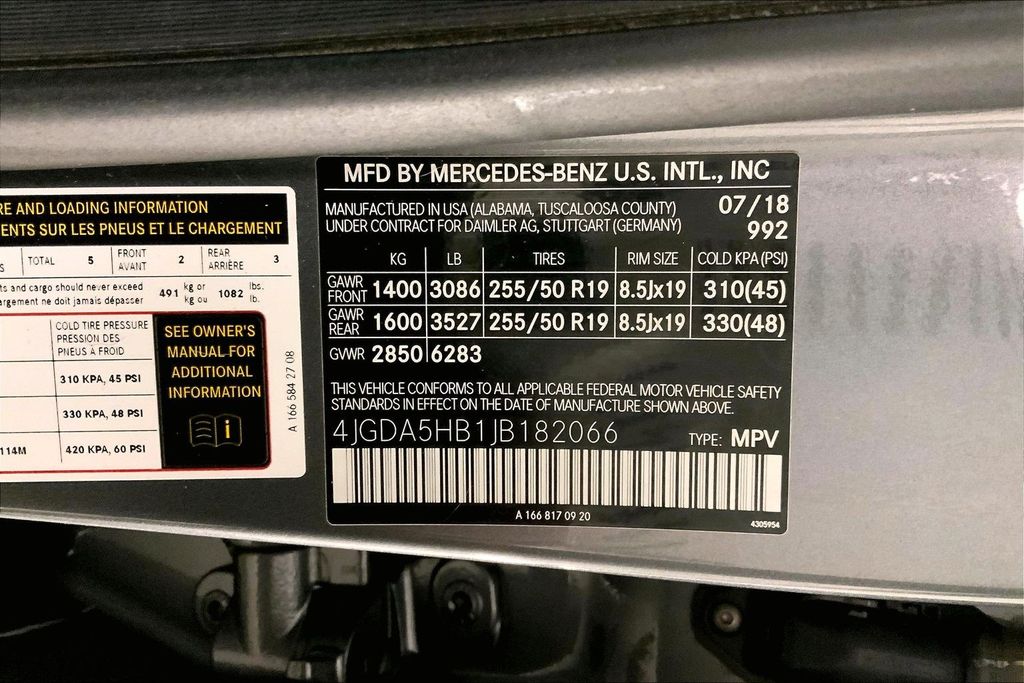 RE AND LOADING INFORMATION
ENTS SUR LES PNEUS ET LE CHARGEMENT
S TOTAL 5 FRONT AVANT 2 REAR ARRIÈRE 3
ts and cargo should never exceed 491 kg or 1082 lbs.
argement ne doit jamais dépasser kg ou lb.
COLD TIRE PRESSURE
PRESSION DES
PNEUS À FROID
310 KPA, 45 PSI
330 KPA, 48 PSI
114M 420 KPA, 60 PSI
SEE OWNER'S
MANUAL FOR
ADDITIONAL
INFORMATION
i
A 166 584 27 08
MFD BY MERCEDES-BENZ U.S. INTL., INC
MANUFACTURED IN USA (ALABAMA, TUSCALOOSA COUNTY) 07/18
UNDER CONTRACT FOR DAIMLER AG, STUTTGART (GERMANY) 992
KG LB TIRES RIM SIZE COLD KPA (PSI)
GAWR FRONT 1400 3086 255/50 R19 8.5Jx19 310(45)
GAWR REAR 1600 3527 255/50 R19 8.5Jx19 330(48)
GVWR 2850 6283
THIS VEHICLE CONFORMS TO ALL APPLICABLE FEDERAL MOTOR VEHICLE SAFETY
STANDARDS IN EFFECT ON THE DATE OF MANUFACTURE SHOWN ABOVE.
4JGDA5HB1JB182066 TYPE: MPV
A 166 817 09 20
4305954